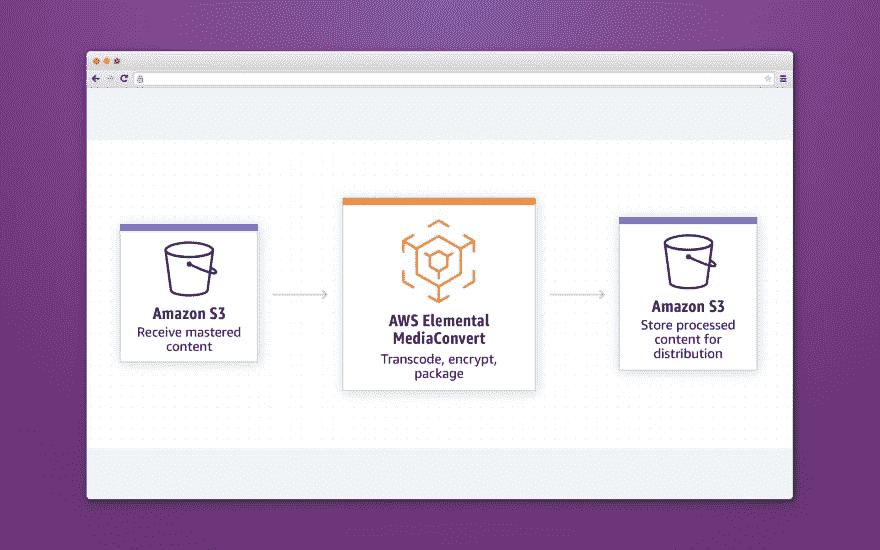 Amazon S3
Receive mastered
content
AWS Elemental
MediaConvert
Transcode, encrypt,
package
Amazon S3
Store processed
content for
distribution